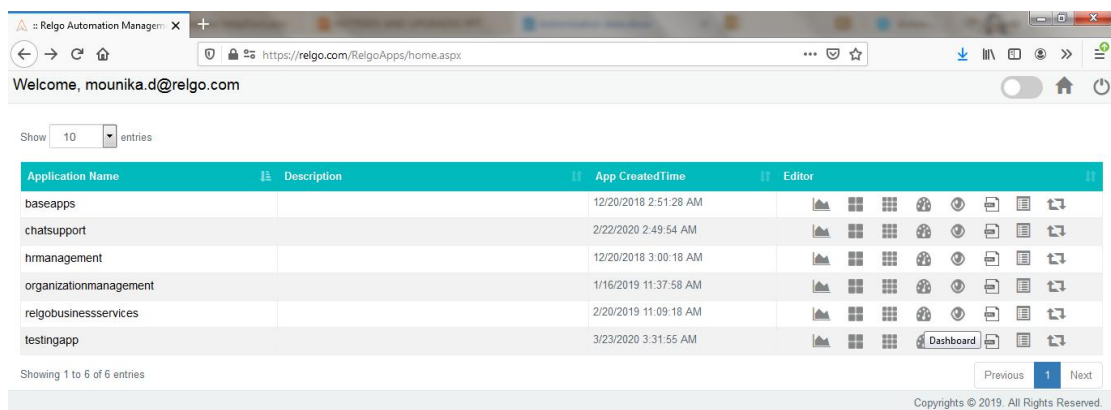 :: Relgo Automation Managem
https://relgo.com/RelgoApps/home.aspx
Welcome, mounika.d@relgo.com
Show 10 entries
Application Name Description App CreatedTime Editor
baseapps 12/20/2018 2:51:28 AM
chatsupport 2/22/2020 2:49:54 AM
hrmanagement 12/20/2018 3:00:18 AM
organizationmanagement 1/16/2019 11:37:58 AM
relgobusinessservices 2/20/2019 11:09:18 AM
testingapp 3/23/2020 3:31:55 AM Dashboard
Showing 1 to 6 of 6 entries Previous 1 Next
Copyrights © 2019. All Rights Reserved.